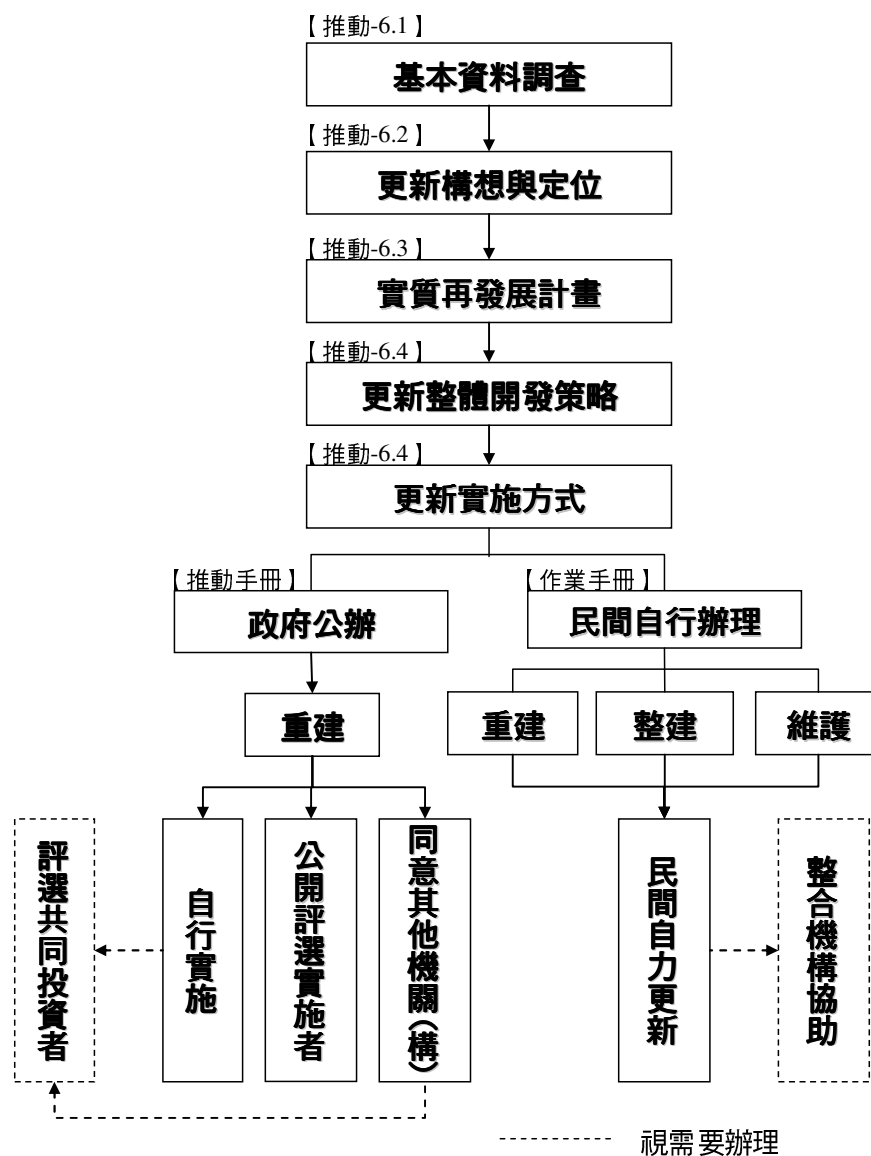 【推動-6.1】
基本資料調查
【推動-6.2】
更新構想與定位
【推動-6.3】
實質再發展計畫
【推動-6.4】
更新整體開發策略
【推動-6.4】
更新實施方式
【推動手冊】
政府公辦
【作業手冊】
民間自行辦理
重建
重建
整建
維護
評選共同投資者
自行實施
公開評選實施者
同意其他機關(構)
民間自力更新
整合機構協助
視需要辦理